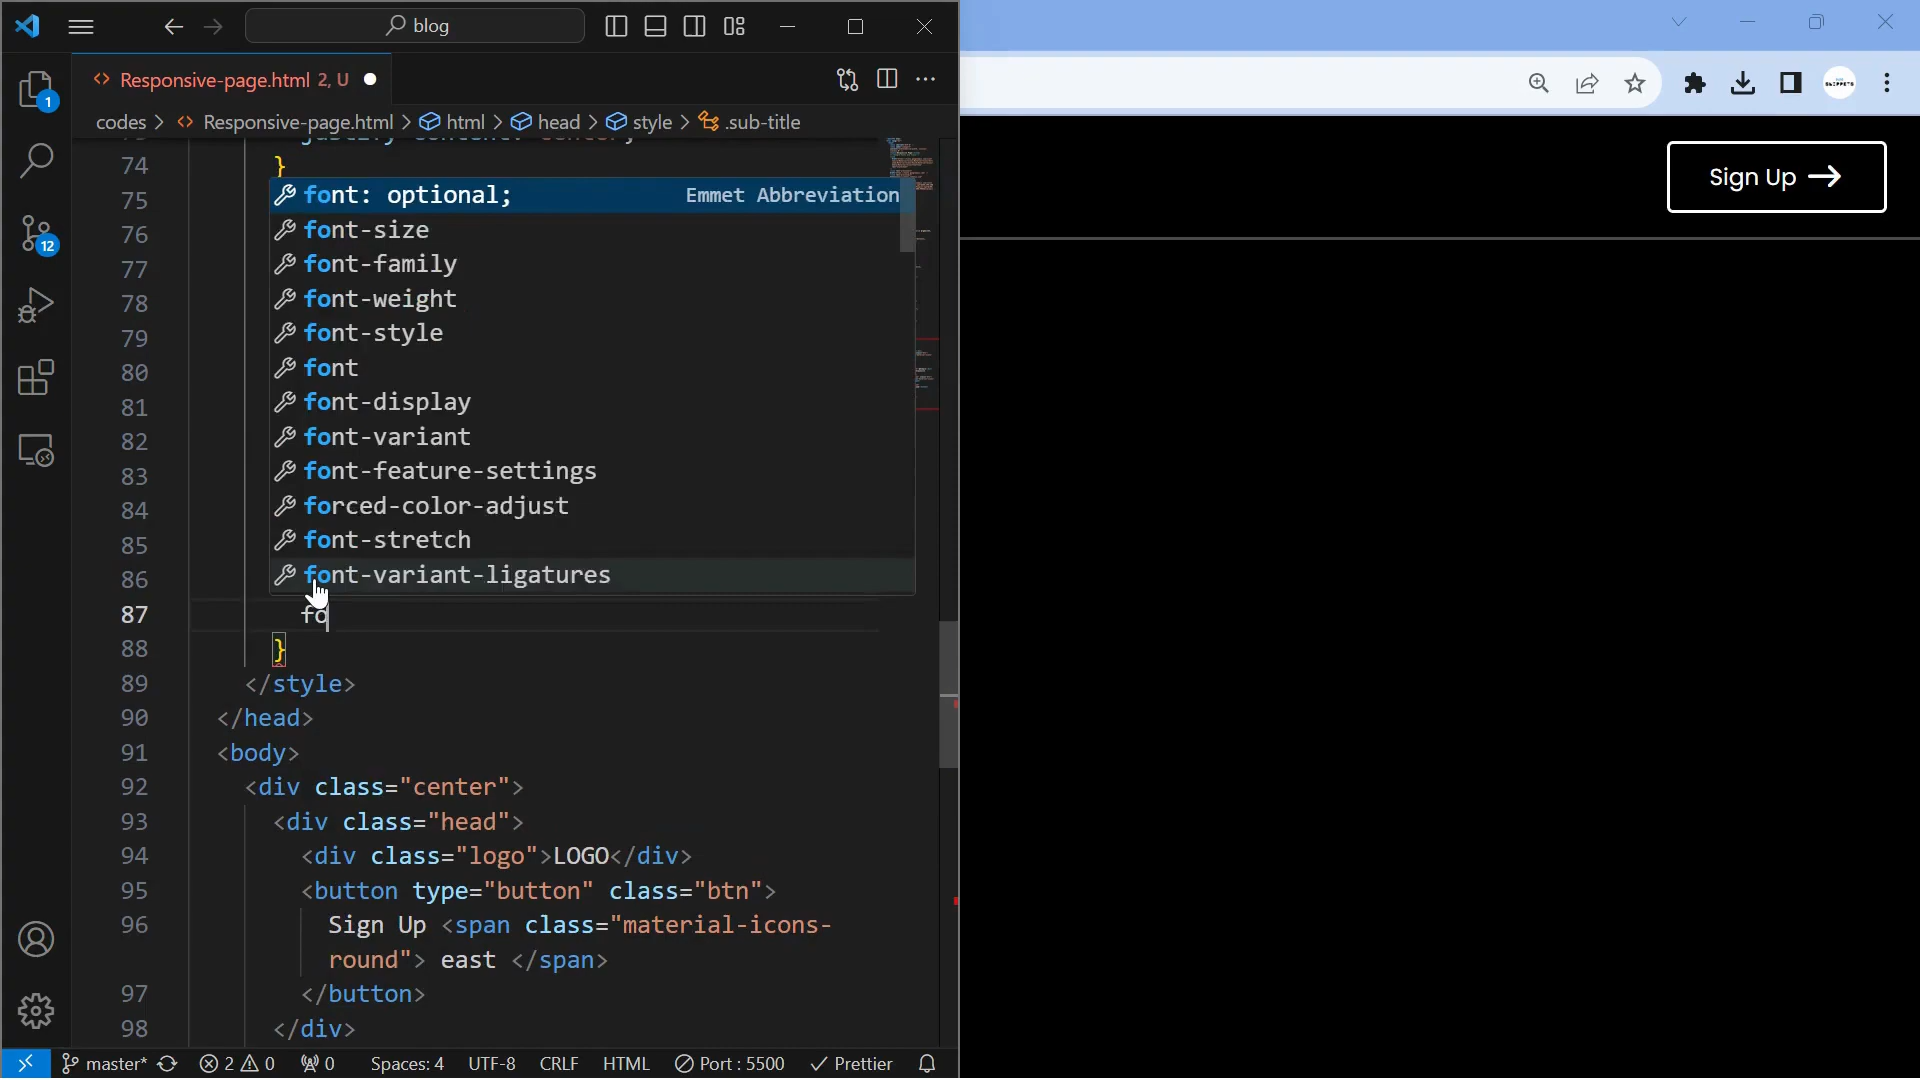 blog
Responsive-page.html 2, U
codes > Responsive-page.html > html > head > style > .sub-title
1
12
justify-content: center;
74 }
75
76
77
78
79
80
81
82
83
84
85
86
font: optional; Emmet Abbreviation
font-size
font-family
font-weight
font-style
font
font-display
font-variant
font-feature-settings
forced-color-adjust
font-stretch
font-variant-ligatures
87 fo
88 }
89 </style>
90 </head>
91 <body>
92 <div class="center">
93 <div class="head">
94 <div class="logo">LOGO</div>
95 <button type="button" class="btn">
96 Sign Up <span class="material-icons-
round"> east </span>
97 </button>
98 </div>
master* 2 0 0 Spaces: 4 UTF-8 CRLF HTML Port : 5500 Prettier
Sign Up →